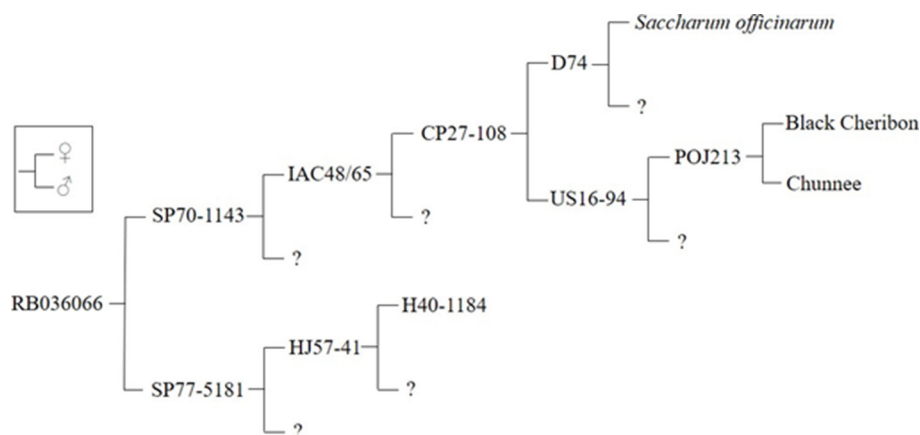 Saccharum officinarum
D74
?
Black Cheribon
CP27-108
♀
POJ213
IAC48/65
Chunnee
♂
US16-94
SP70-1143
?
?
?
RB036066
H40-1184
HJ57-41
SP77-5181
?
?